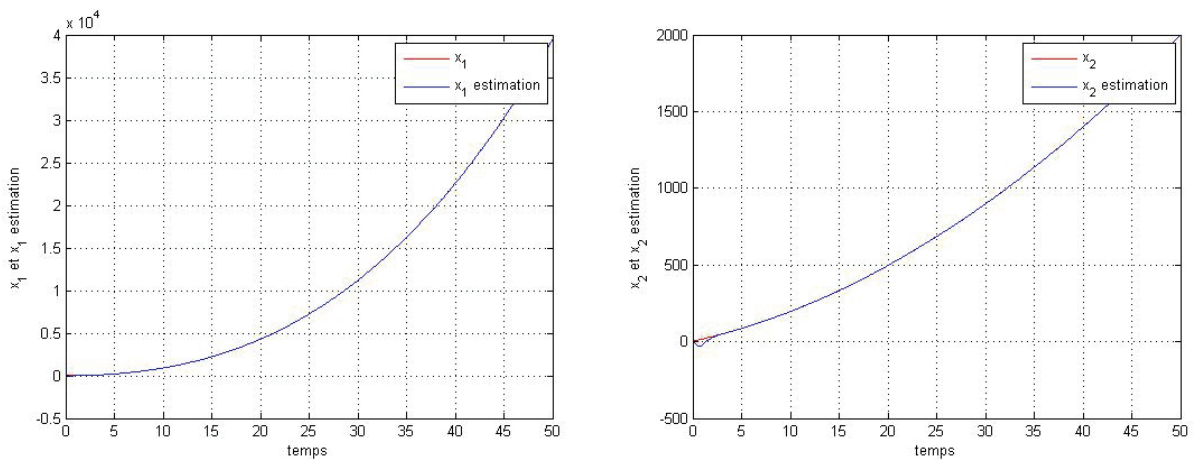 x 10^4
4
3.5
3
2.5
2
1.5
1
0.5
0
-0.5
x_1 et x_1 estimation
x_1
x_1 estimation
0 5 10 15 20 25 30 35 40 45 50
temps
2000
1500
1000
500
0
-500
x_2 et x_2 estimation
x_2
x_2 estimation
0 5 10 15 20 25 30 35 40 45 50
temps